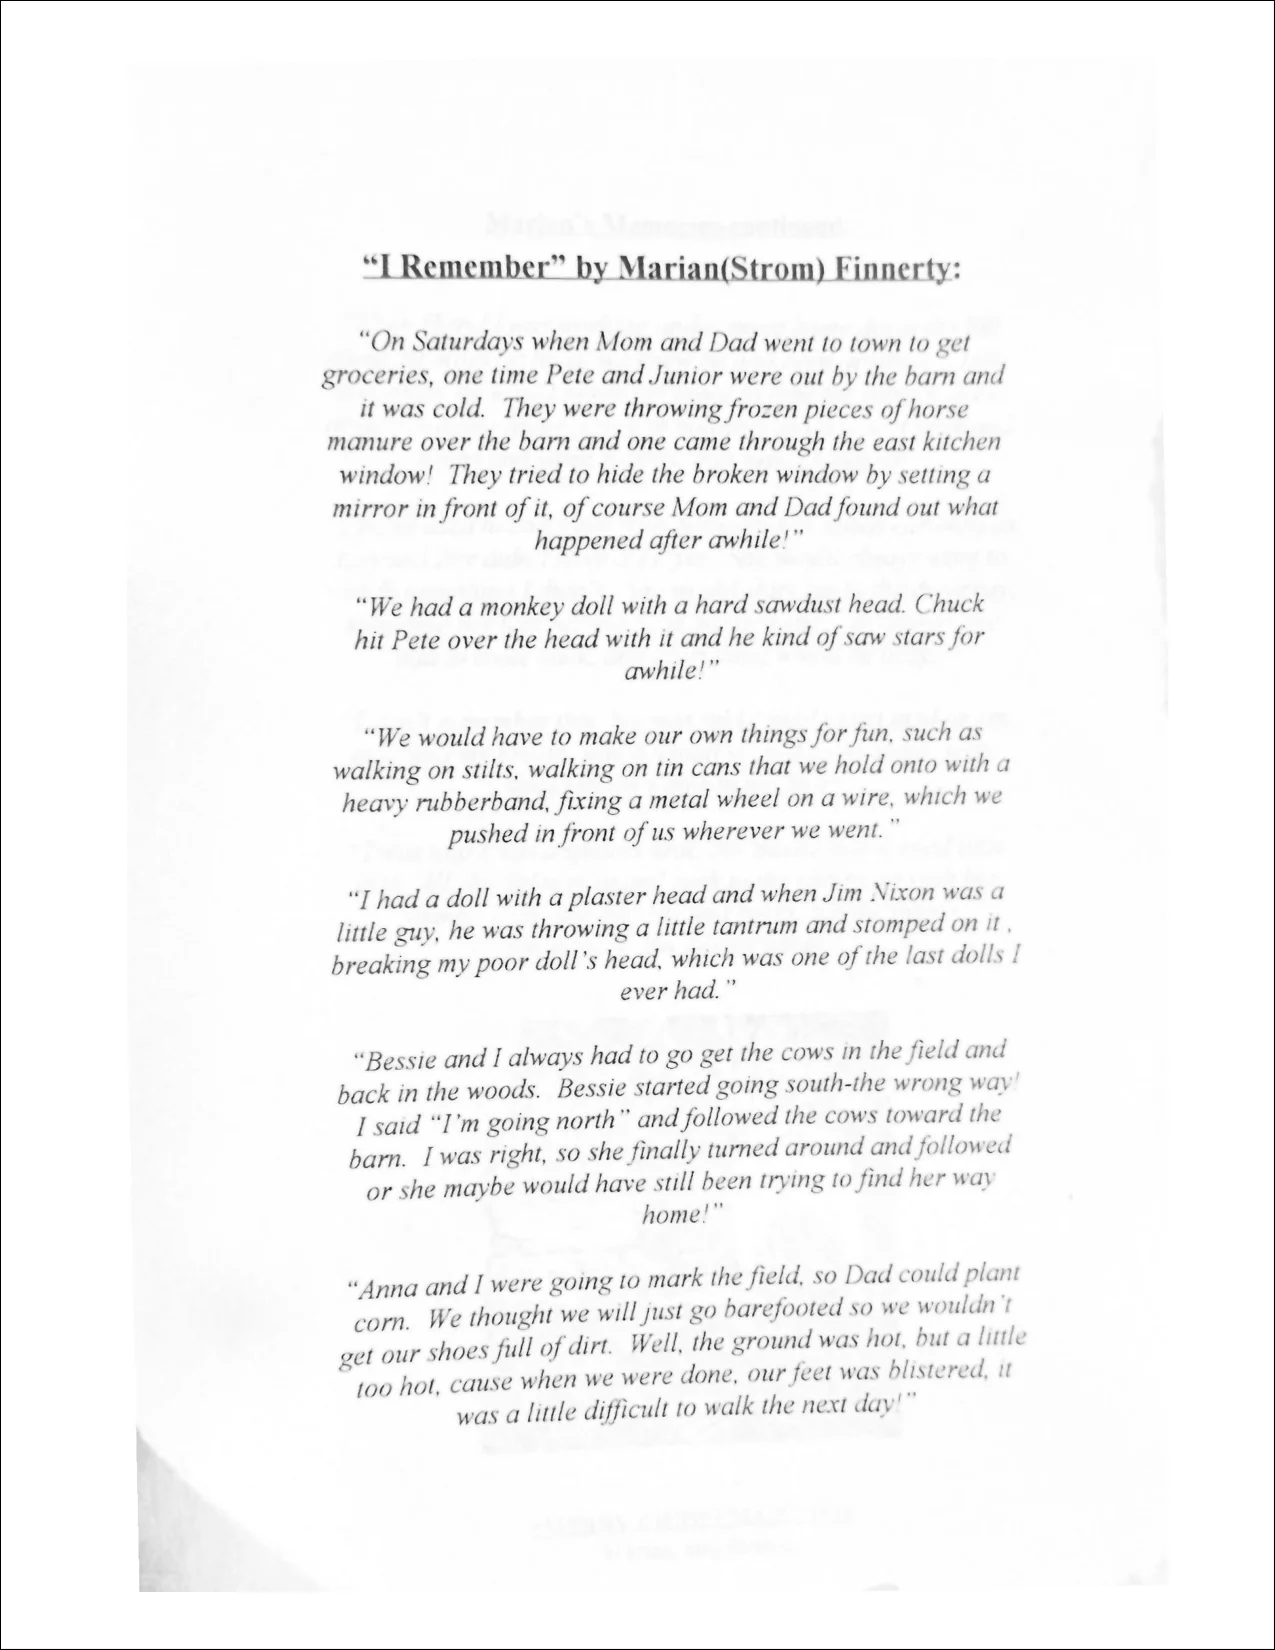 “I Remember” by Marian(Strom) Finnerty:
“On Saturdays when Mom and Dad went to town to get
groceries, one time Pete and Junior were out by the barn and
it was cold. They were throwing frozen pieces of horse
manure over the barn and one came through the east kitchen
window! They tried to hide the broken window by setting a
mirror in front of it, of course Mom and Dad found out what
happened after awhile!”
“We had a monkey doll with a hard sawdust head. Chuck
hit Pete over the head with it and he kind of saw stars for
awhile!”
“We would have to make our own things for fun, such as
walking on stilts, walking on tin cans that we hold onto with a
heavy rubberband, fixing a metal wheel on a wire, which we
pushed in front of us wherever we went.”
“I had a doll with a plaster head and when Jim Nixon was a
little guy, he was throwing a little tantrum and stomped on it ,
breaking my poor doll’s head, which was one of the last dolls I
ever had.”
“Bessie and I always had to go get the cows in the field and
back in the woods. Bessie started going south-the wrong way!
I said “I’m going north” and followed the cows toward the
barn. I was right, so she finally turned around and followed
or she maybe would have still been trying to find her way
home!”
“Anna and I were going to mark the field, so Dad could plant
corn. We thought we will just go barefooted so we wouldn’t
get our shoes full of dirt. Well, the ground was hot, but a little
too hot, cause when we were done, our feet was blistered, it
was a little difficult to walk the next day!”